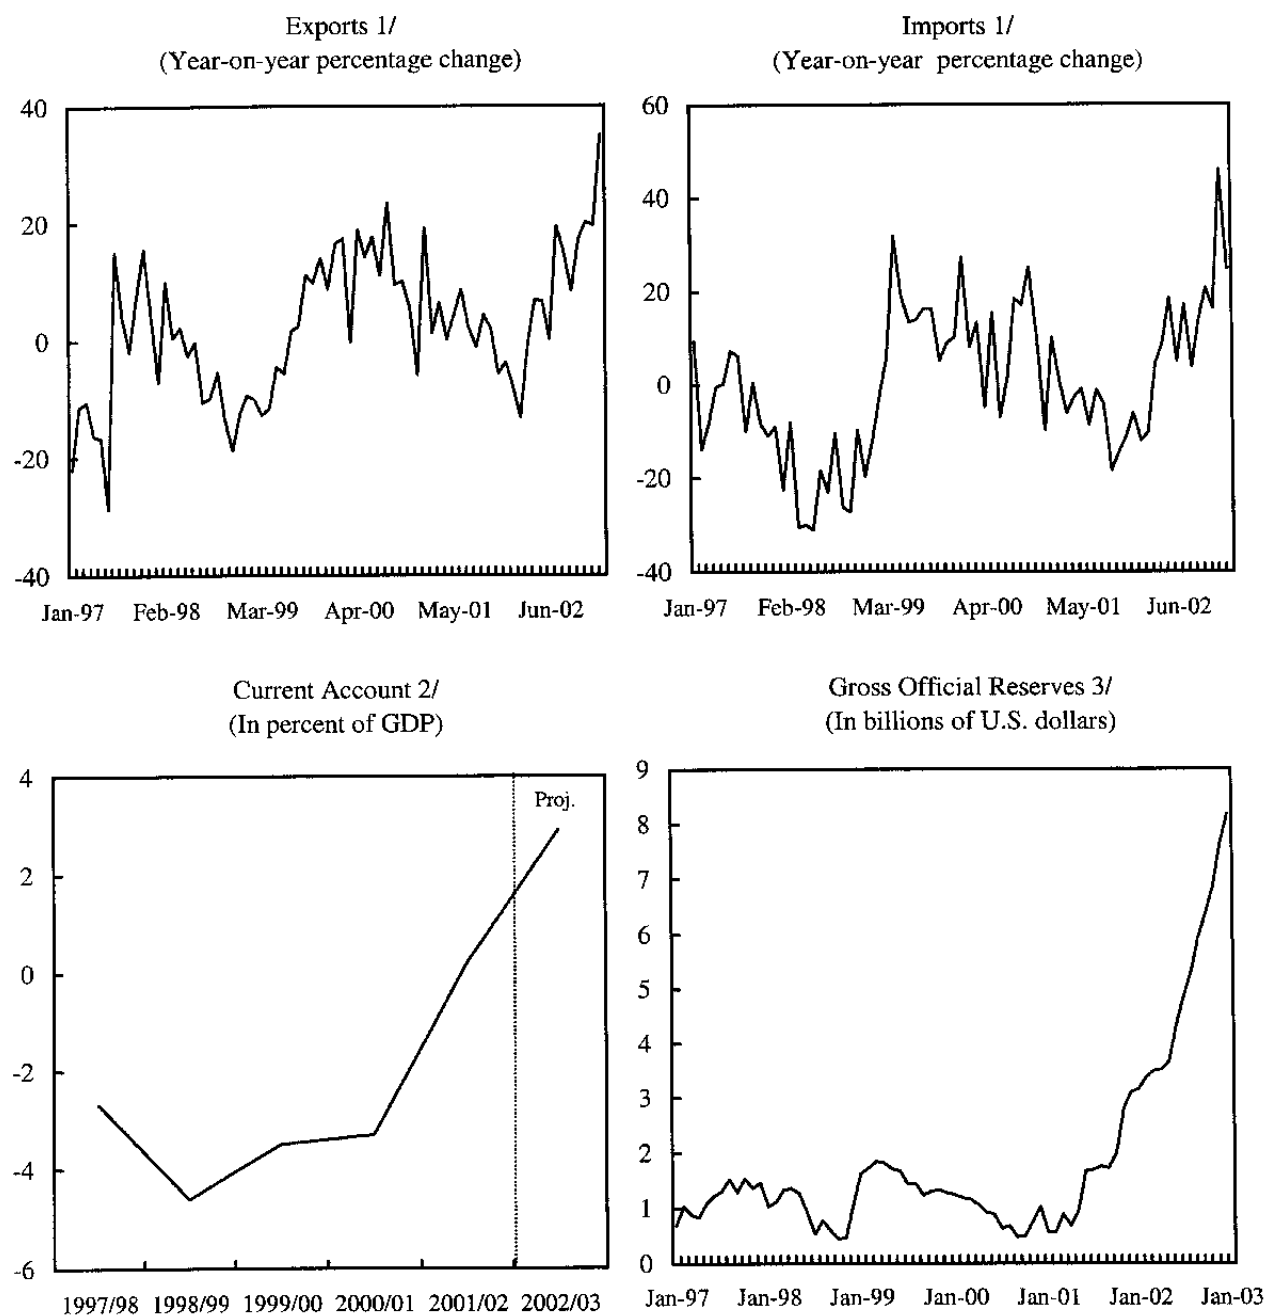 Exports 1/
(Year-on-year percentage change)
40
20
0
-20
-40
Jan-97 Feb-98 Mar-99 Apr-00 May-01 Jun-02
Imports 1/
(Year-on-year percentage change)
60
40
20
0
-20
-40
Jan-97 Feb-98 Mar-99 Apr-00 May-01 Jun-02
Current Account 2/
(In percent of GDP)
4
Proj.
2
0
-2
-4
-6
1997/98 1998/99 1999/00 2000/01 2001/02 2002/03
Gross Official Reserves 3/
(In billions of U.S. dollars)
9
8
7
6
5
4
3
2
1
0
Jan-97 Jan-98 Jan-99 Jan-00 Jan-01 Jan-02 Jan-03